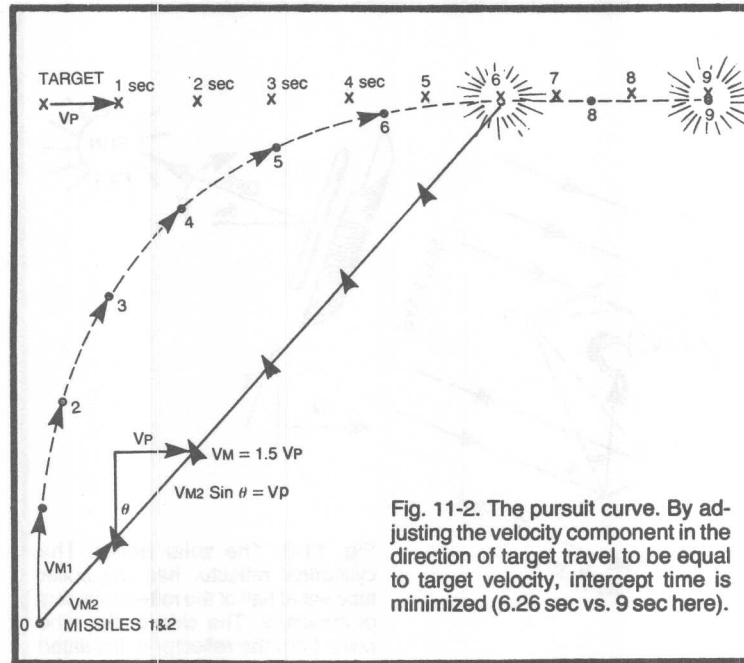 TARGET
1 sec 2 sec 3 sec 4 sec 5 6 7 8 9
VP
6 8 9
5
4
3
2
VP
VM = 1.5 VP
θ
VM2 Sin θ = Vp
VM1
VM2
0 MISSILES 1&2
Fig. 11-2. The pursuit curve. By ad-
justing the velocity component in the
direction of target travel to be equal
to target velocity, intercept time is
minimized (6.26 sec vs. 9 sec here).